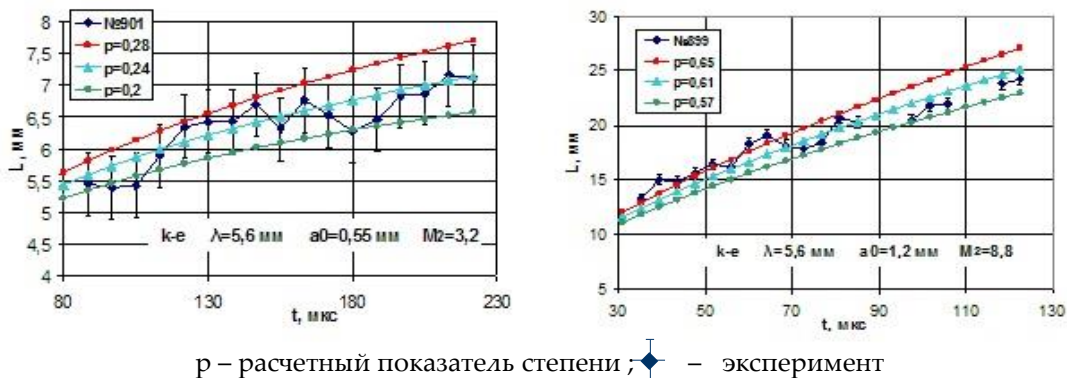 8
7,5
7
6,5
6
5,5
5
4,5
4
L, мм
№901
p=0,28
p=0,24
p=0,2
k-e λ=5,6 мм a0=0,55мм M2=3,2
80 130 180 230
t, мкс
30
25
20
15
10
5
L, мм
№899
p=0,65
p=0,61
p=0,57
k-e λ=5,6 мм a0=1,2 мм M2=8,8
30 50 70 90 110 130
t, мкс
p – расчетный показатель степени ; – эксперимент